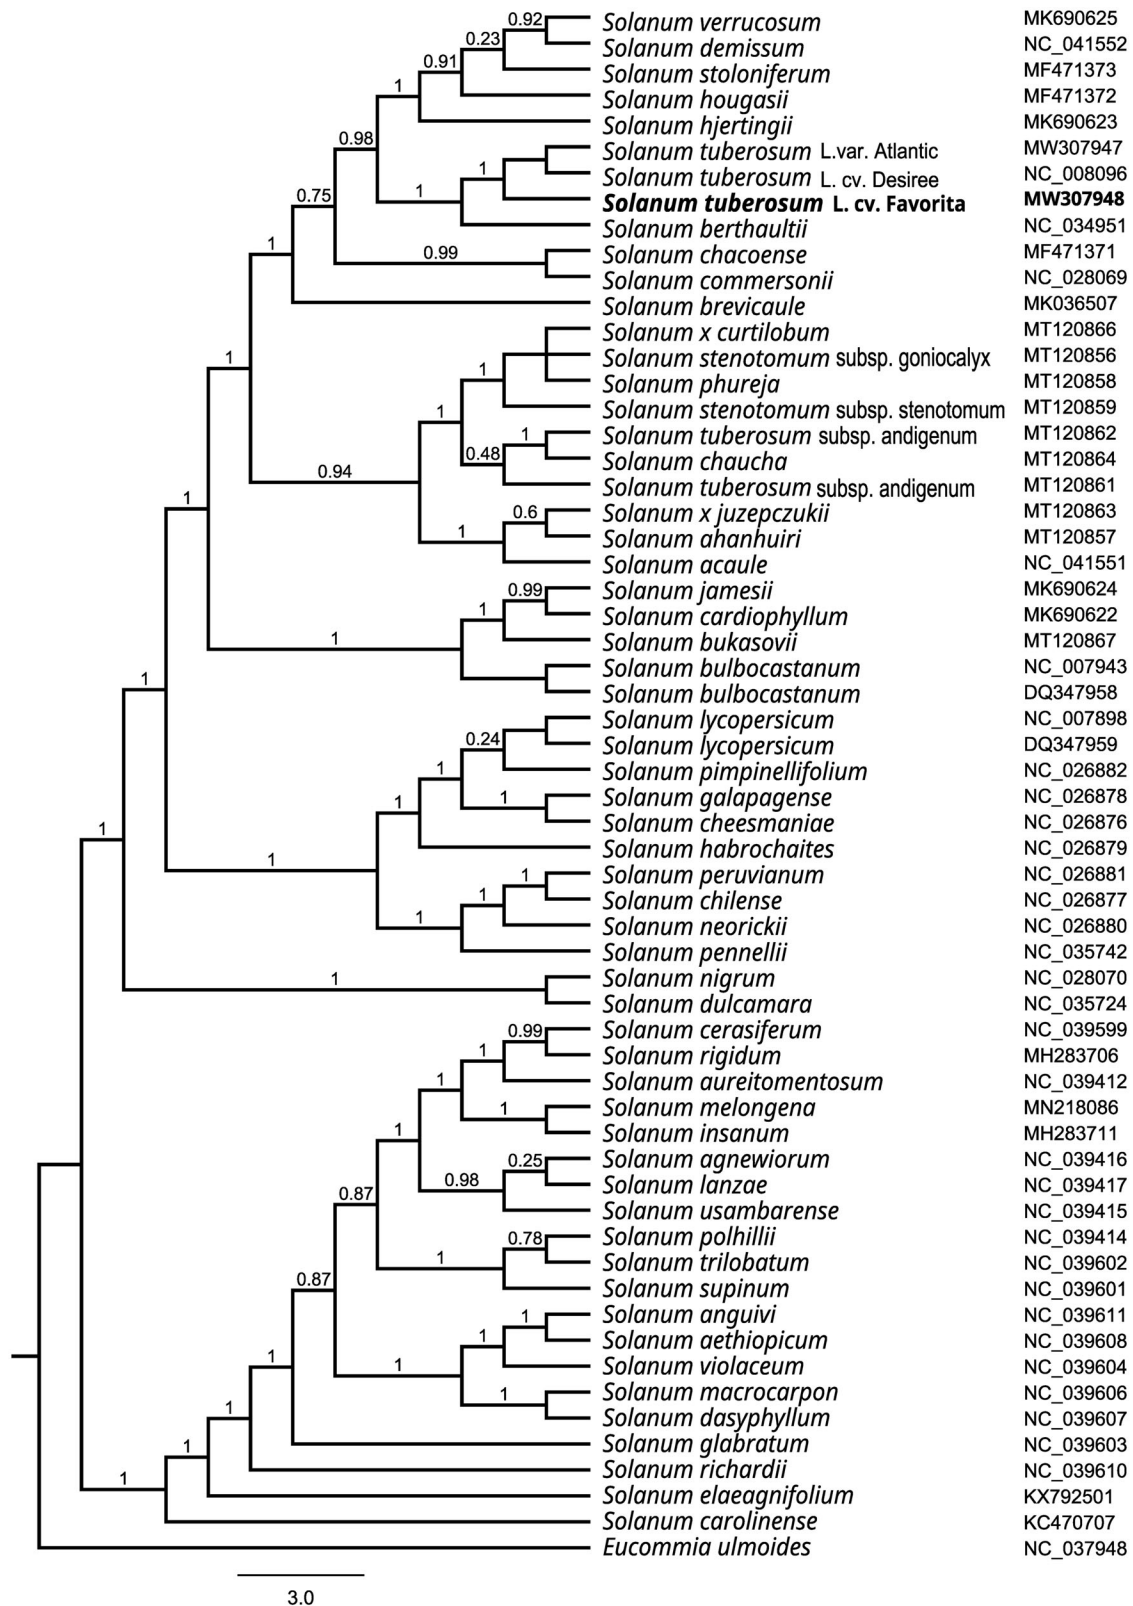 0.92 Solanum verrucosum MK690625
0.23 Solanum demissum NC_041552
0.91 Solanum stoloniferum MF471373
1 Solanum hougasii MF471372
Solanum hjertingii MK690623
0.98 Solanum tuberosum L.var. Atlantic MW307947
1 Solanum tuberosum L. cv. Desiree NC_008096
0.75 1 Solanum tuberosum L. cv. Favorita MW307948
Solanum berthaultii NC_034951
1 0.99 Solanum chacoense MF471371
Solanum commersonii NC_028069
Solanum brevicaule MK036507
Solanum x curtilobum MT120866
1 Solanum stenotomum subsp. goniocalyx MT120856
1 Solanum phureja MT120858
1 Solanum stenotomum subsp. stenotomum MT120859
1 Solanum tuberosum subsp. andigenum MT120862
0.48 Solanum chaucha MT120864
0.94 Solanum tuberosum subsp. andigenum MT120861
1 0.6 Solanum x juzepczukii MT120863
1 Solanum ahanhuiri MT120857
Solanum acaule NC_041551
0.99 Solanum jamesii MK690624
1 Solanum cardiophyllum MK690622
1 Solanum bukasovii MT120867
Solanum bulbocastanum NC_007943
1 Solanum bulbocastanum DQ347958
Solanum lycopersicum NC_007898
0.24 Solanum lycopersicum DQ347959
1 Solanum pimpinellifolium NC_026882
1 1 Solanum galapagense NC_026878
1 Solanum cheesmaniae NC_026876
1 Solanum habrochaites NC_026879
1 Solanum peruvianum NC_026881
1 Solanum chilense NC_026877
1 Solanum neorickii NC_026880
Solanum pennellii NC_035742
1 Solanum nigrum NC_028070
Solanum dulcamara NC_035724
0.99 Solanum cerasiferum NC_039599
1 Solanum rigidum MH283706
1 Solanum aureitomentosum NC_039412
1 Solanum melongena MN218086
1 Solanum insanum MH283711
0.25 Solanum agnewiorum NC_039416
0.87 0.98 Solanum lanzae NC_039417
Solanum usambarense NC_039415
0.78 Solanum polhillii NC_039414
1 Solanum trilobatum NC_039602
0.87 Solanum supinum NC_039601
1 Solanum anguivi NC_039611
1 Solanum aethiopicum NC_039608
1 1 Solanum violaceum NC_039604
1 Solanum macrocarpon NC_039606
1 Solanum dasyphyllum NC_039607
1 Solanum glabratum NC_039603
1 Solanum richardii NC_039610
Solanum elaeagnifolium KX792501
Solanum carolinense KC470707
Eucommia ulmoides NC_037948
3.0